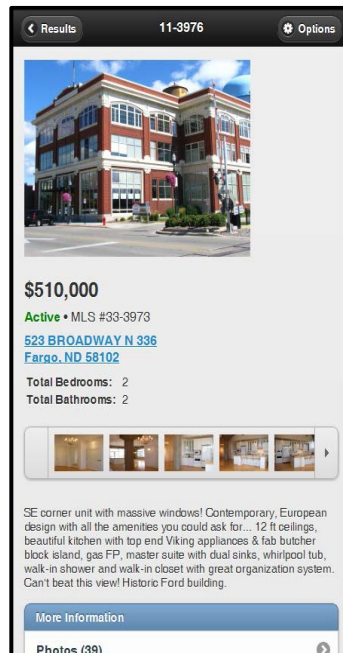 Results
11-3976
Options
$510,000
Active • MLS #33-3973
523 BROADWAY N 336
Fargo, ND 58102
Total Bedrooms: 2
Total Bathrooms: 2
SE corner unit with massive windows! Contemporary, European
design with all the amenities you could ask for... 12 ft ceilings,
beautiful kitchen with top end Viking appliances & fab butcher
block island, gas FP, master suite with dual sinks, whirlpool tub,
walk-in shower and walk-in closet with great organization system.
Can't beat this view! Historic Ford building.
More Information
Photos (39)